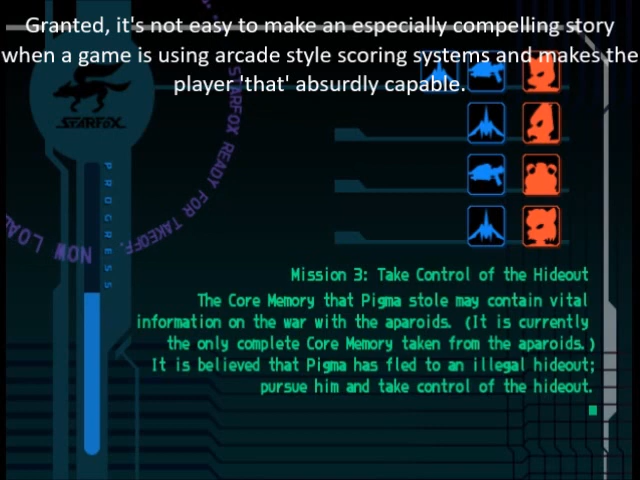 Granted, it's not easy to make an especially compelling story
when a game is using arcade style scoring systems and makes the
player 'that' absurdly capable.
STARFOX
STARFOX READY FOR TAKEOFF.
NOW LOAD
PROGRESS
Mission 3: Take Control of the Hideout
The Core Memory that Pigma stole may contain vital
information on the war with the aparoids. (It is currently
the only complete Core Memory taken from the aparoids.)
It is believed that Pigma has fled to an illegal hideout;
pursue him and take control of the hideout.